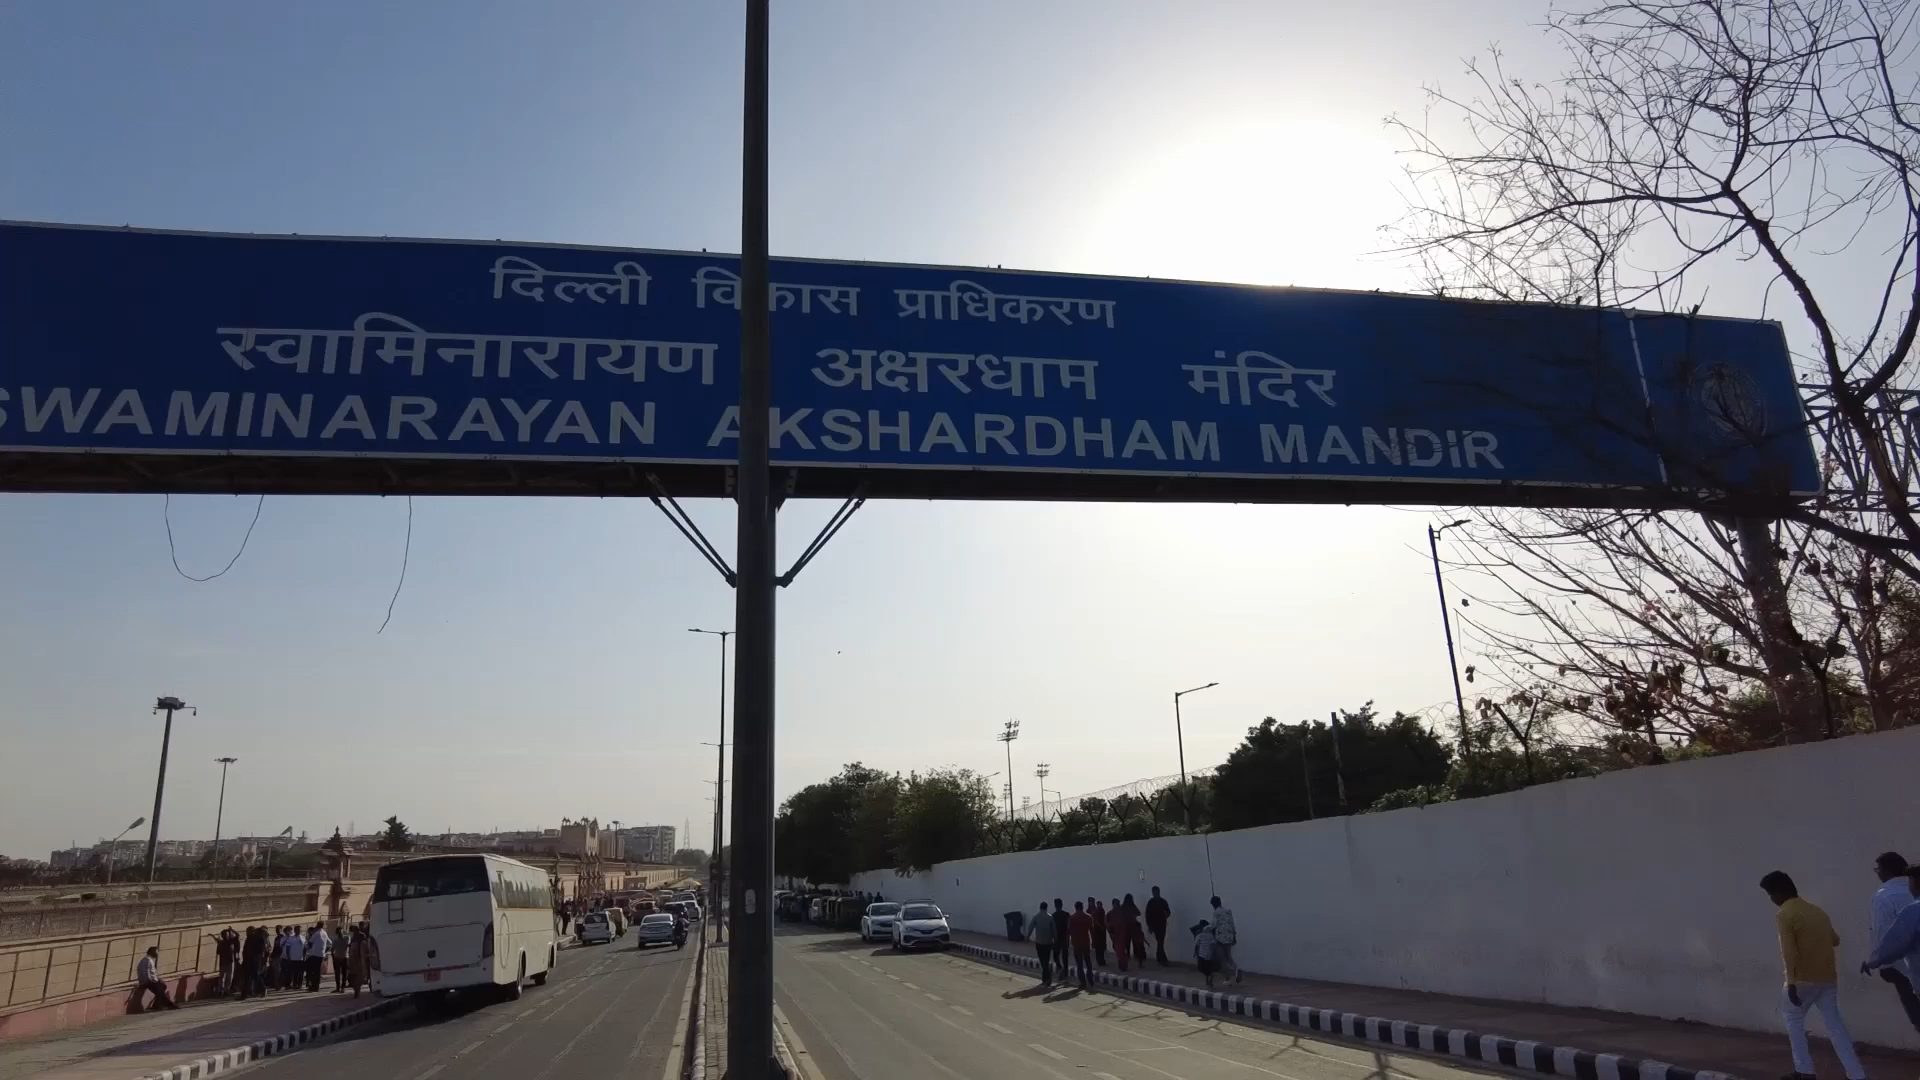 दिल्ली विकास प्राधिकरण
स्वामिनारायण अक्षरधाम मंदिर
SWAMINARAYAN AKSHARDHAM MANDIR